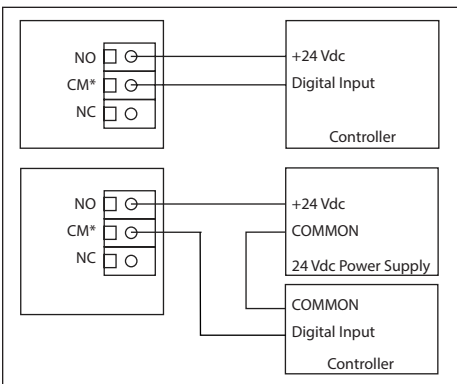 NO
CM*
NC
+24 Vdc
Digital Input
Controller
NO
CM*
NC
+24 Vdc
COMMON
24 Vdc Power Supply
COMMON
Digital Input
Controller